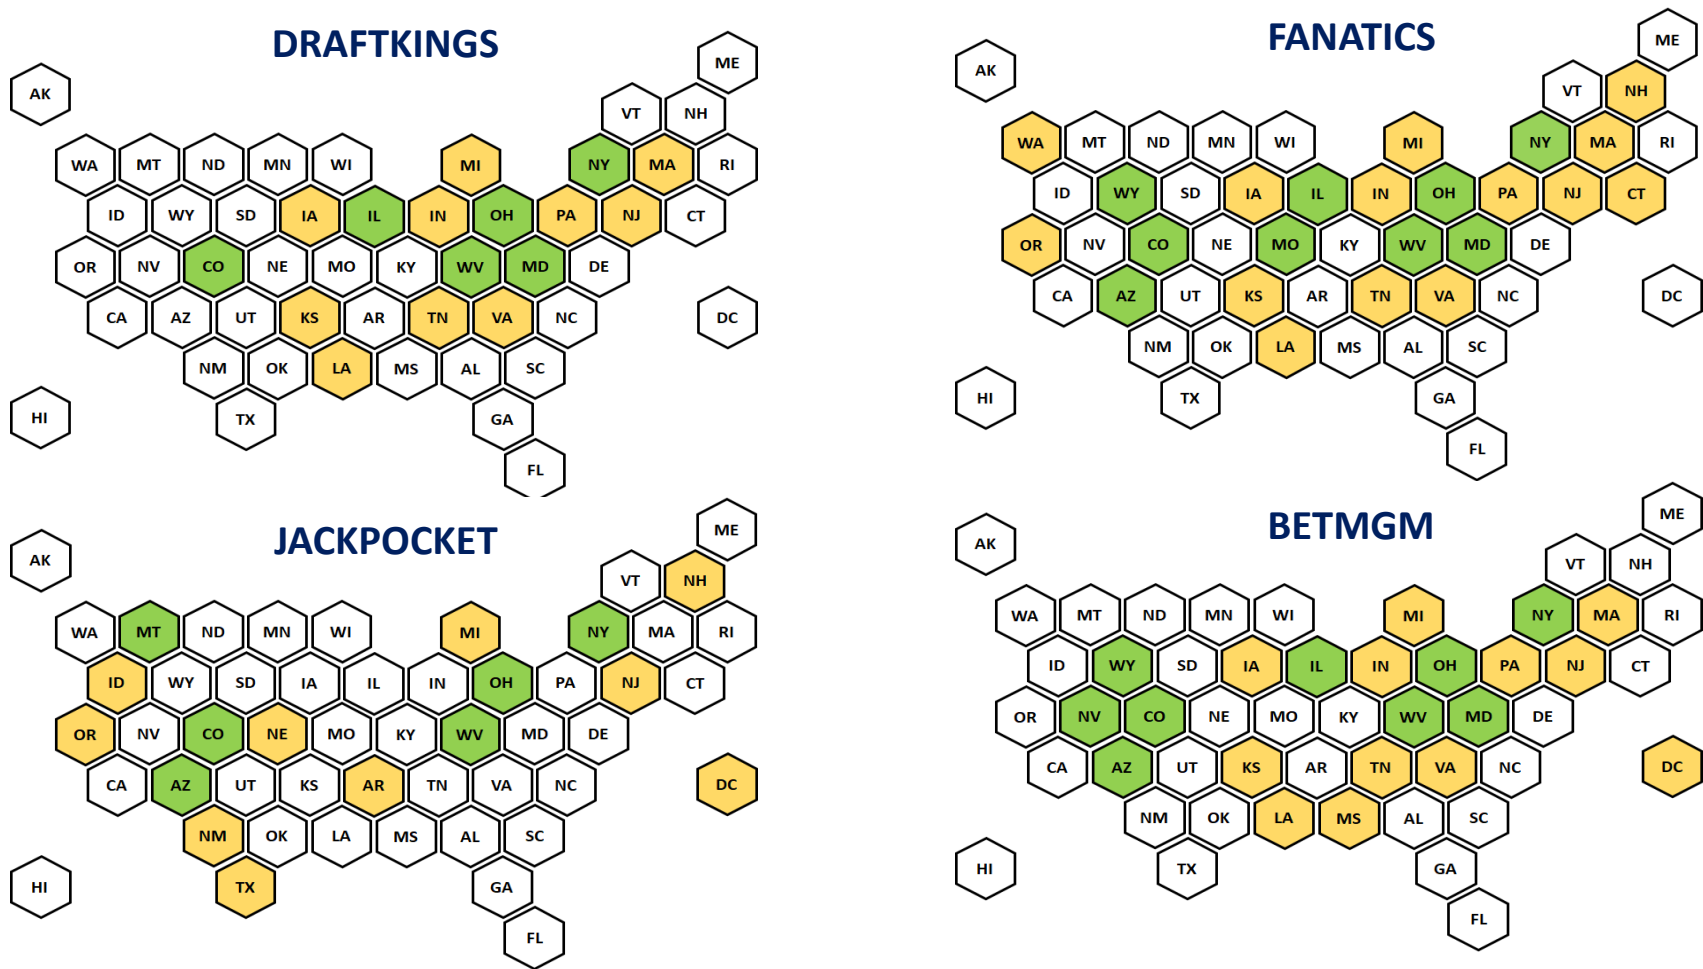 DRAFTKINGS
ME
AK
VT NH
WA MT ND MN WI MI NY MA RI
ID WY SD IA IL IN OH PA NJ CT
OR NV CO NE MO KY WV MD DE
CA AZ UT KS AR TN VA NC DC
NM OK LA MS AL SC
HI TX GA
FL
FANATICS
ME
AK
VT NH
WA MT ND MN WI MI NY MA RI
ID WY SD IA IL IN OH PA NJ CT
OR NV CO NE MO KY WV MD DE
CA AZ UT KS AR TN VA NC DC
NM OK LA MS AL SC
HI TX GA
FL
JACKPOCKET
ME
AK
VT NH
WA MT ND MN WI MI NY MA RI
ID WY SD IA IL IN OH PA NJ CT
OR NV CO NE MO KY WV MD DE
CA AZ UT KS AR TN VA NC DC
NM OK LA MS AL SC
HI TX GA
FL
BETMGM
ME
AK
VT NH
WA MT ND MN WI MI NY MA RI
ID WY SD IA IL IN OH PA NJ CT
OR NV CO NE MO KY WV MD DE
CA AZ UT KS AR TN VA NC DC
NM OK LA MS AL SC
HI TX GA
FL